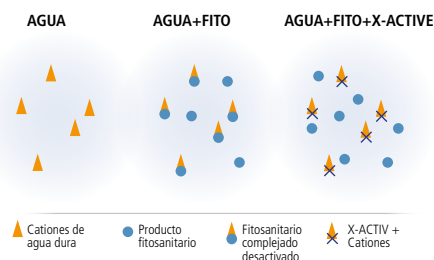 AGUA
AGUA+FITO
AGUA+FITO+X-ACTIVE
Cationes de
agua dura
Producto
fitosanitario
Fitosanitario
complejado
desactivado
X-ACTIV +
Cationes